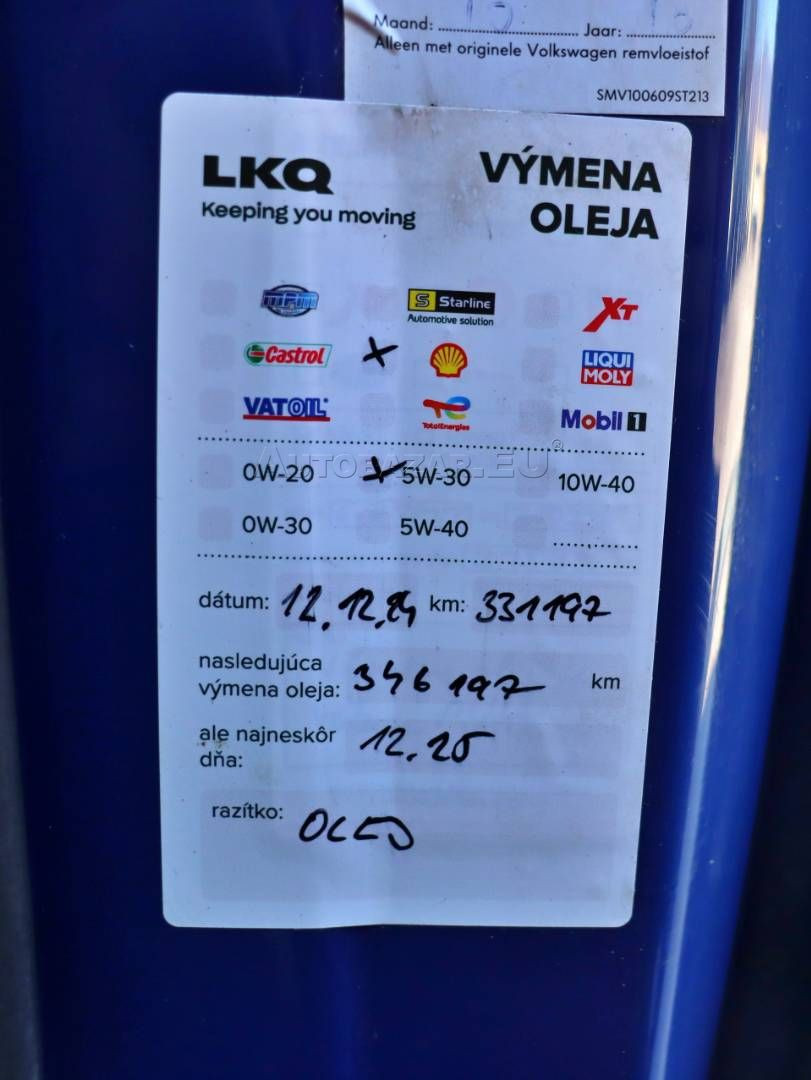 Maand: Jaar:
Alleen met originele Volkswagen remvloeistof
SMV100609ST213
LKQ VÝMENA
Keeping you moving OLEJA
MPM S Starline XT
Automotive solution
Castrol x LIQUI MOLY
VATOIL TotalEnergies Mobil 1
AUTOBAZAR.EU®
0W-20 x 5W-30 10W-40
0W-30 5W-40
dátum: 12.12.24 km: 331197
nasledujúca
výmena oleja: 346197 km
ale najneskôr
dňa: 12.25
razítko: OLEJ